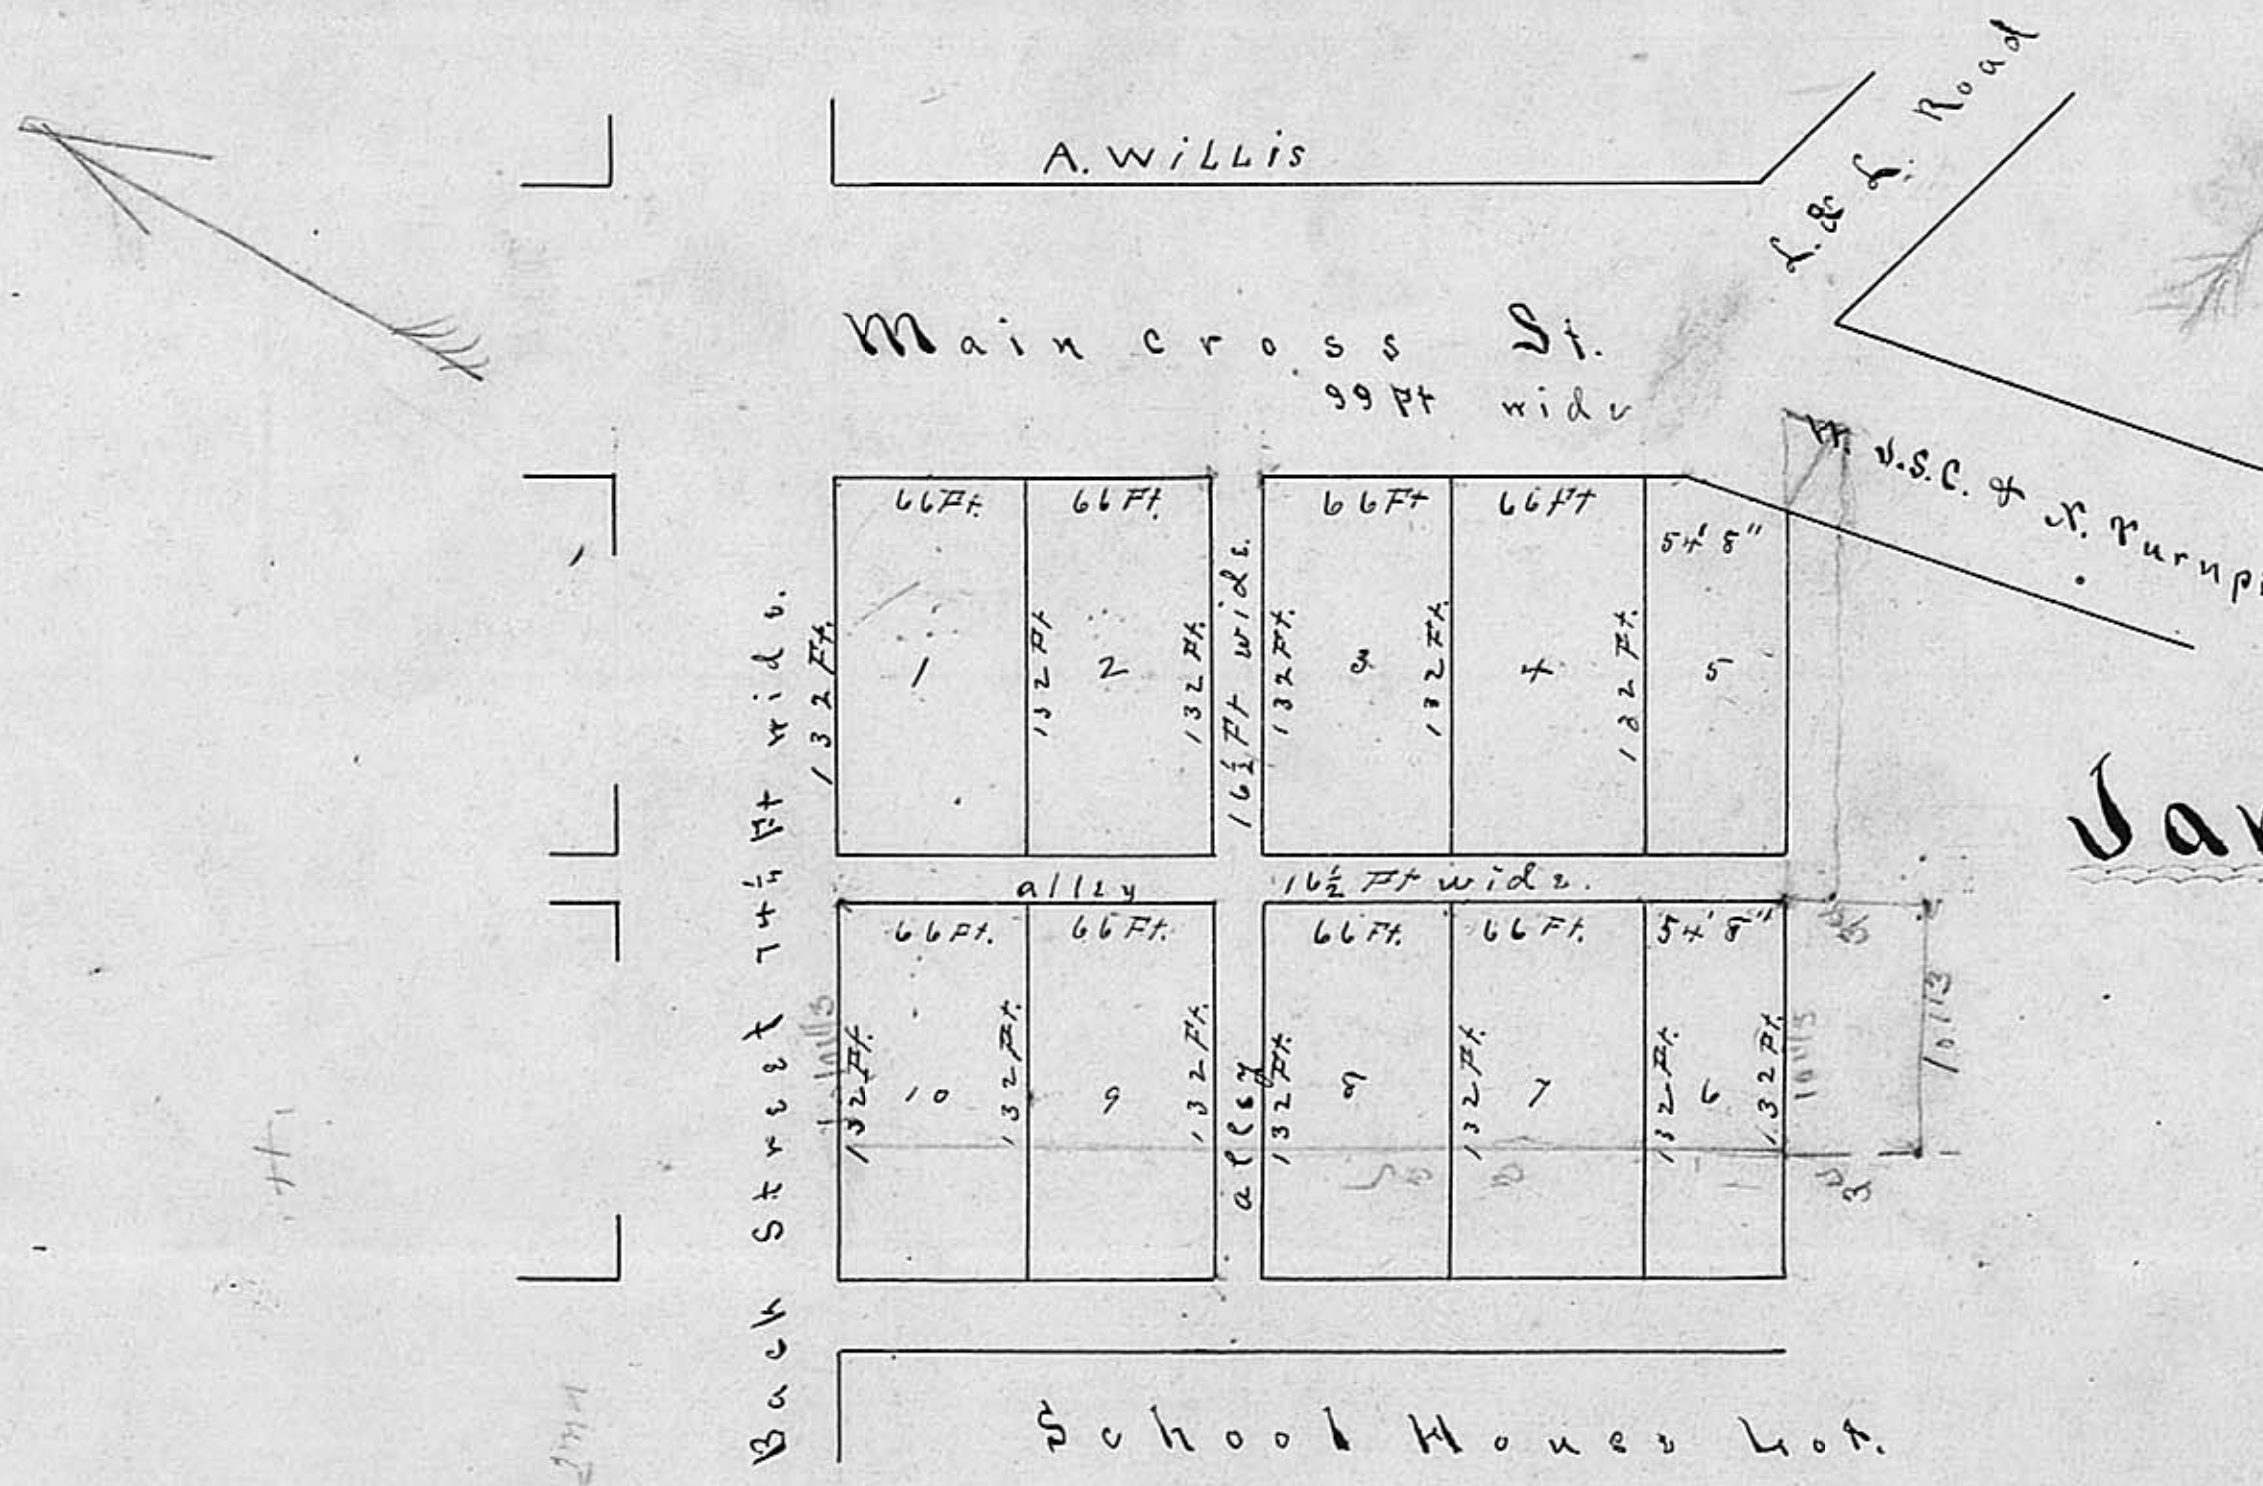 A. WiLLis
L. & L. Road
Main cross St.
99 Ft wide
W. V.S.C. & N. Turnpi
66 Ft. 66 Ft. 66 Ft 66 Ft 54' 8"
132 Ft. 132 Ft 132 Ft. 132 Ft. 132 Ft. 132 Ft.
16½ Ft wide.
1 2 3 4 5
Jan
alley 16½ Ft wide.
66 Ft. 66 Ft. 66 Ft. 66 Ft. 54' 8"
132 Ft. 132 Ft. 132 Ft. 132 Ft. 132 Ft. 132 Ft. 132 Ft.
10 9 8 7 6
alley
10113
Back Street 74¼ Ft wide.
School House Lot.